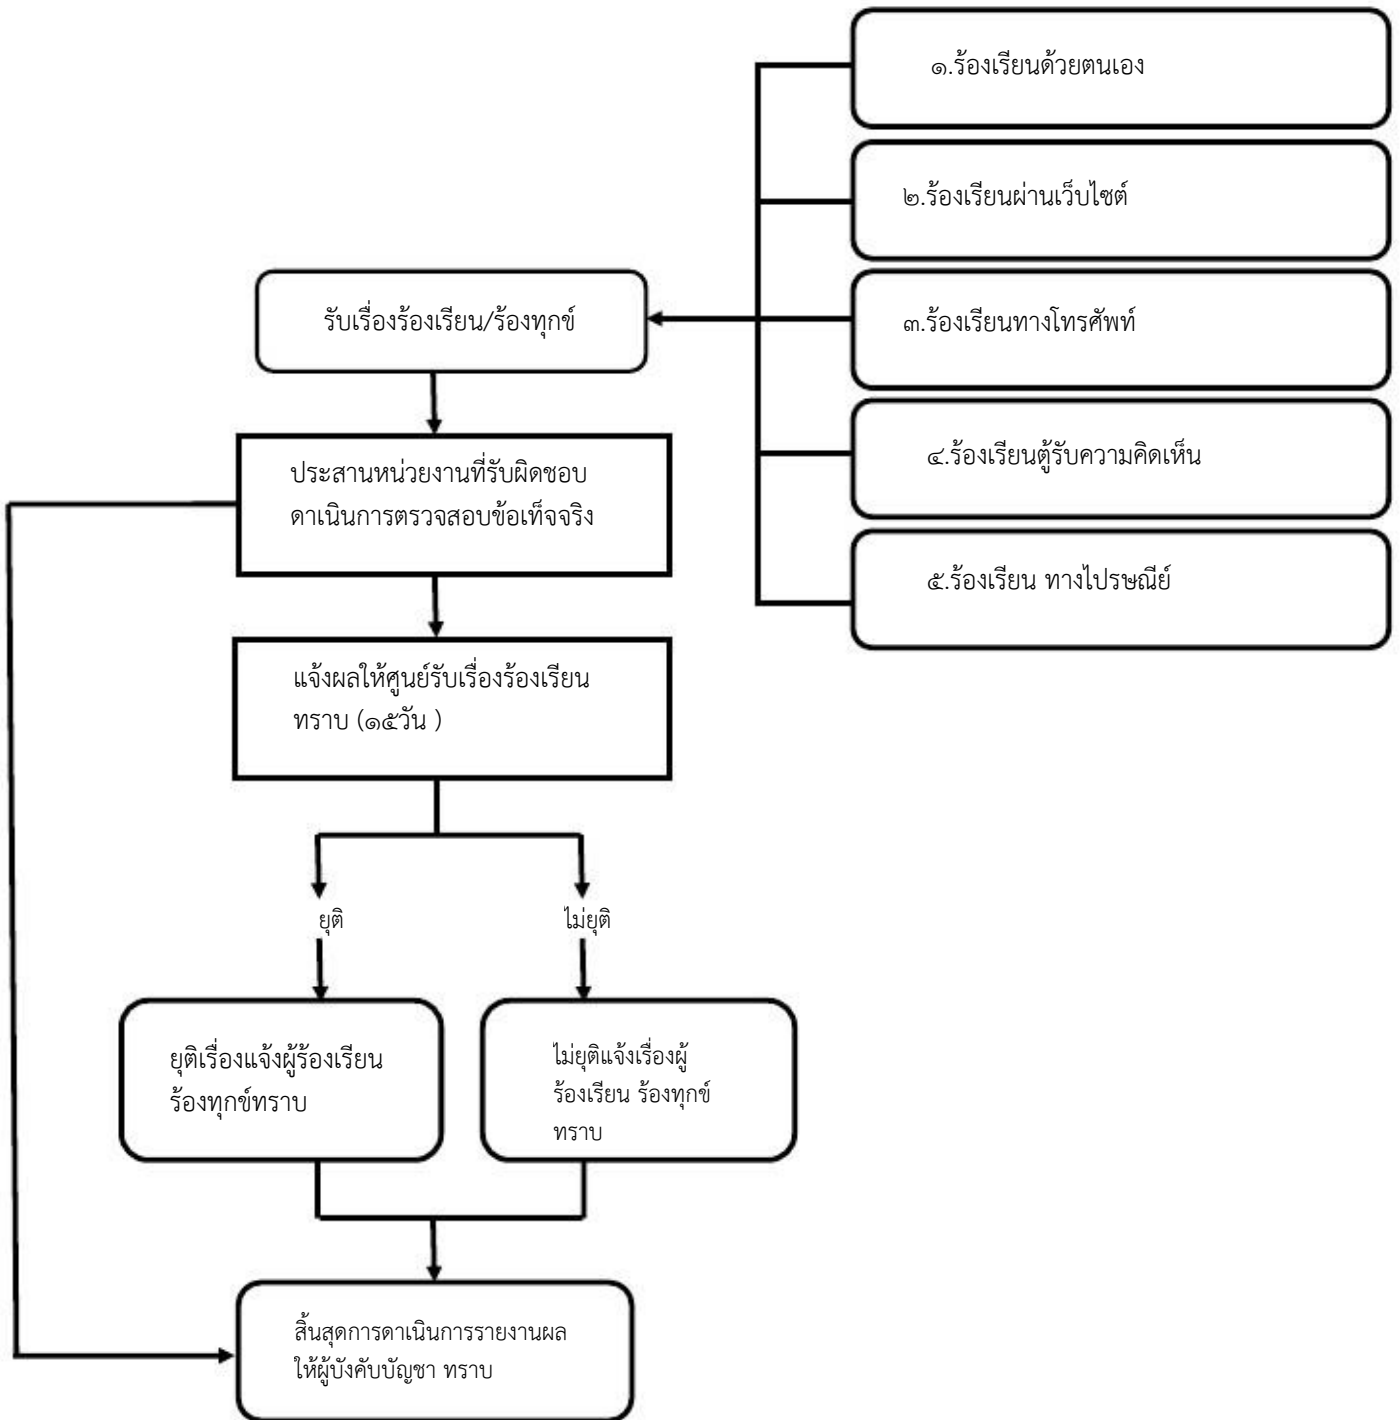 ๑.ร้องเรียนด้วยตนเอง
๒.ร้องเรียนผ่านเว็บไซต์
รับเรื่องร้องเรียน/ร้องทุกข์
๓.ร้องเรียนทางโทรศัพท์
๔.ร้องเรียนตู้รับความคิดเห็น
๕.ร้องเรียน ทางไปรษณีย์
ประสานหน่วยงานที่รับผิดชอบ
ดาเนินการตรวจสอบข้อเท็จจริง
แจ้งผลให้ศูนย์รับเรื่องร้องเรียน
ทราบ (๑๕วัน )
ยุติ
ไม่ยุติ
ยุติเรื่องแจ้งผู้ร้องเรียน
ร้องทุกข์ทราบ
ไม่ยุติแจ้งเรื่องผู้
ร้องเรียน ร้องทุกข์
ทราบ
สิ้นสุดการดาเนินการรายงานผล
ให้ผู้บังคับบัญชา ทราบ